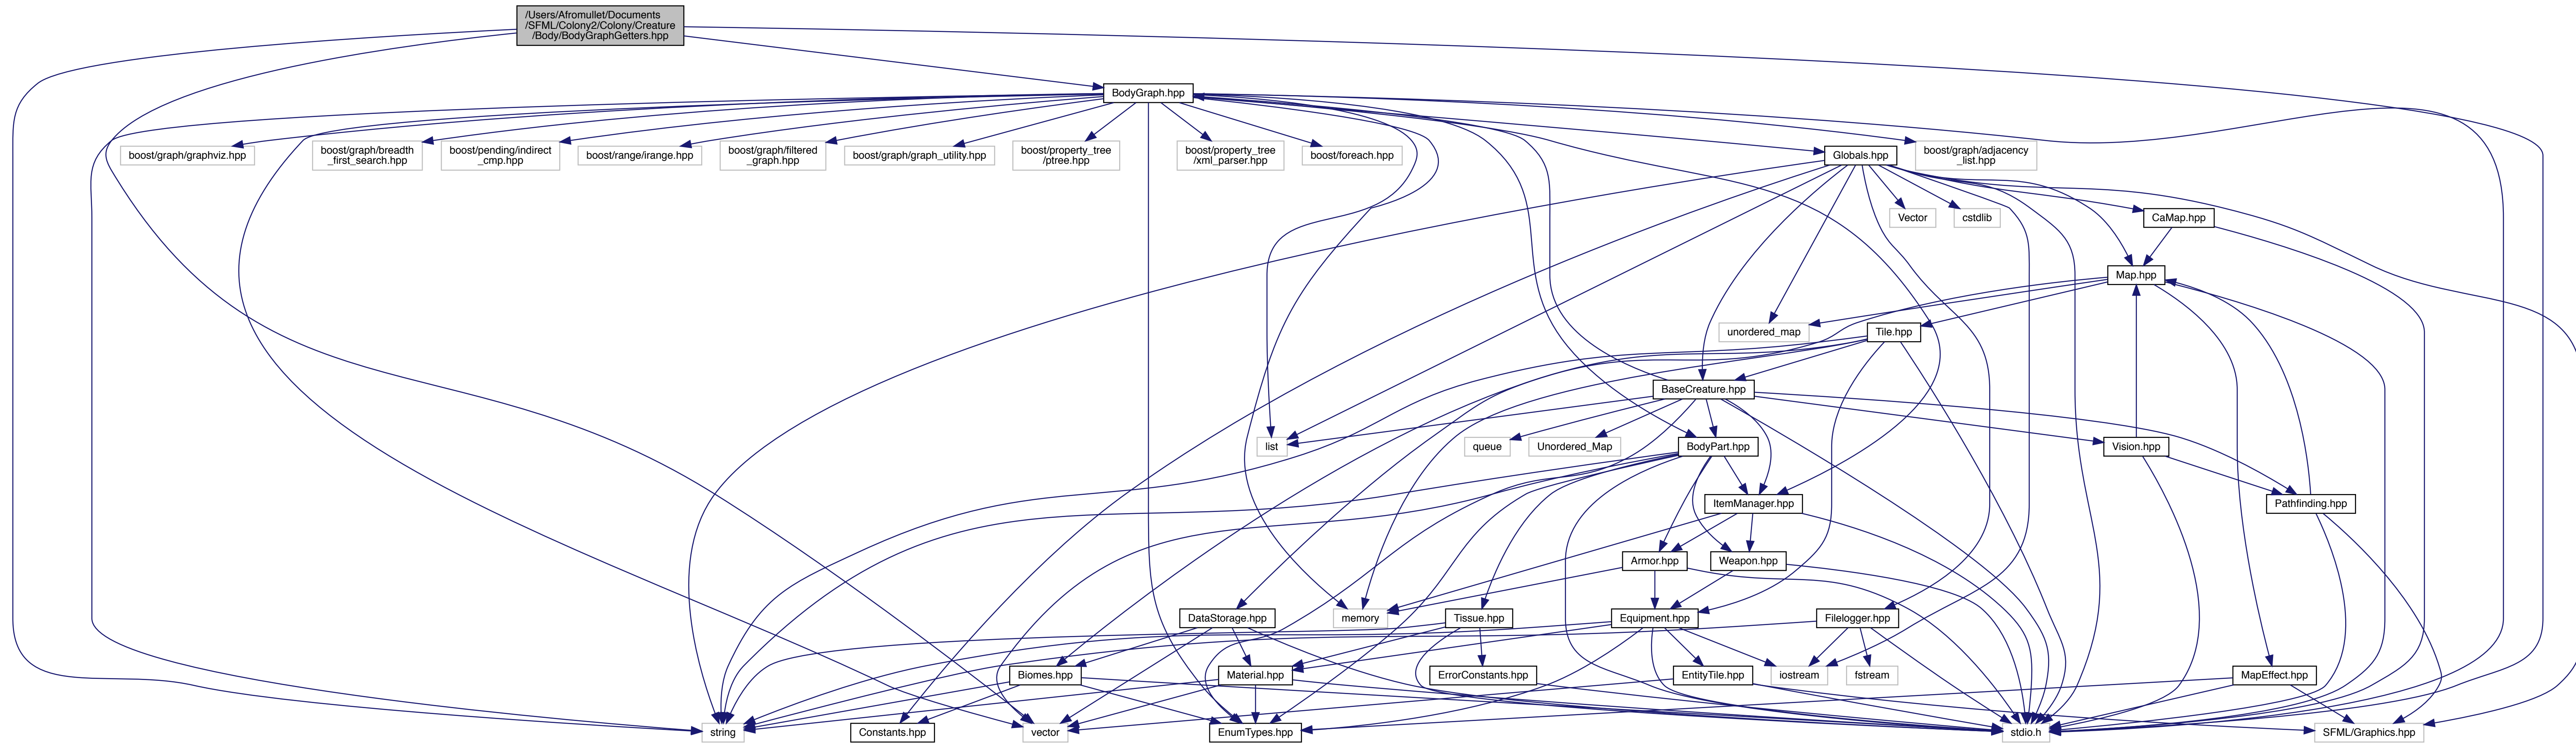 /Users/Afromullet/Documents
/SFML/Colony2/Colony/Creature
/Body/BodyGraphGetters.hpp
BodyGraph.hpp
boost/graph/graphviz.hpp
boost/graph/breadth
_first_search.hpp
boost/pending/indirect
_cmp.hpp
boost/range/irange.hpp
boost/graph/filtered
_graph.hpp
boost/graph/graph_utility.hpp
boost/property_tree
/ptree.hpp
boost/property_tree
/xml_parser.hpp
boost/foreach.hpp
Globals.hpp
boost/graph/adjacency
_list.hpp
Vector
cstdlib
CaMap.hpp
Map.hpp
unordered_map
Tile.hpp
BaseCreature.hpp
list
queue
Unordered_Map
BodyPart.hpp
Vision.hpp
ItemManager.hpp
Pathfinding.hpp
Armor.hpp
Weapon.hpp
DataStorage.hpp
memory
Tissue.hpp
Equipment.hpp
Filelogger.hpp
Biomes.hpp
Material.hpp
ErrorConstants.hpp
EntityTile.hpp
iostream
fstream
MapEffect.hpp
string
Constants.hpp
vector
EnumTypes.hpp
stdio.h
SFML/Graphics.hpp